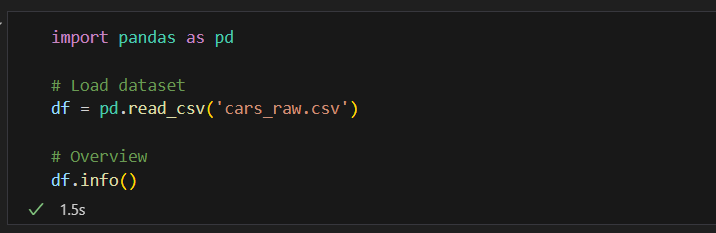 import pandas as pd
# Load dataset
df = pd.read_csv('cars_raw.csv')
# Overview
df.info()
1.5s